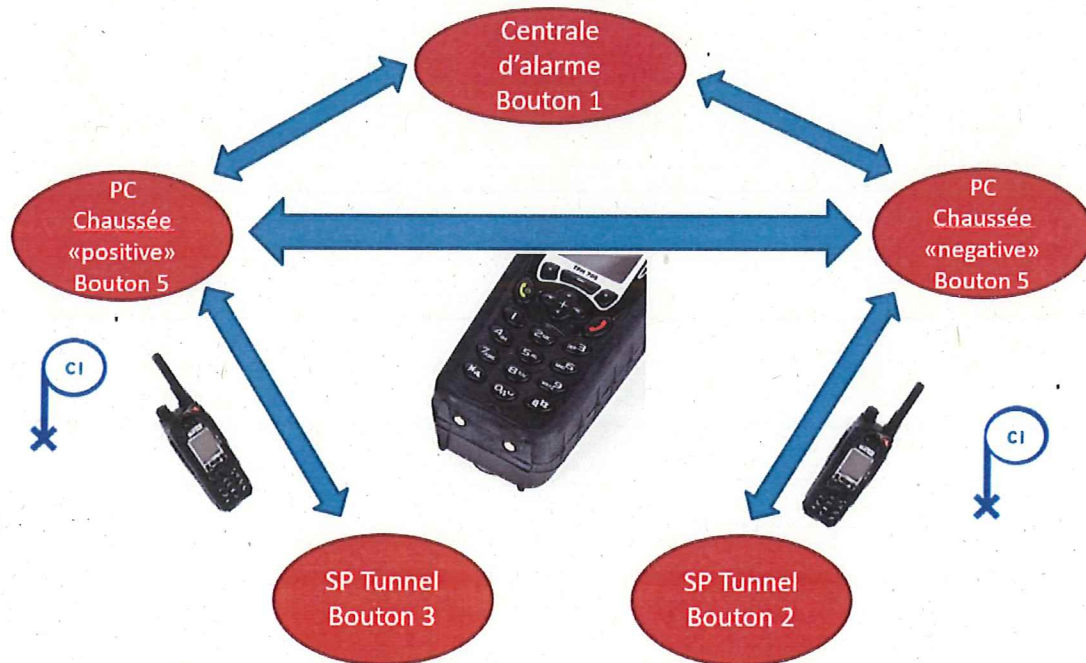 Centrale
d'alarme
Bouton 1
PC
Chaussée
«positive»
Bouton 5
PC
Chaussée
«negative»
Bouton 5
CI
CI
SP Tunnel
Bouton 3
SP Tunnel
Bouton 2